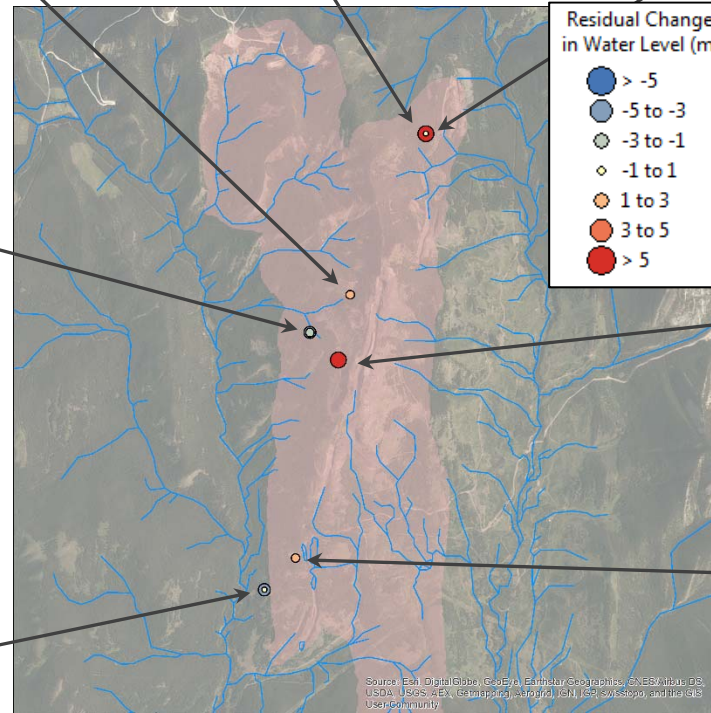 Residual Change
in Water Level (m
> -5
-5 to -3
-3 to -1
-1 to 1
1 to 3
3 to 5
> 5
Source: Esri, DigitalGlobe, GeoEye, Earthstar Geographics, CNES/Airbus DS,
USDA, USGS, AEX, Getmapping, Aerogrid, IGN, IGP, swisstopo, and the GIS
User Community